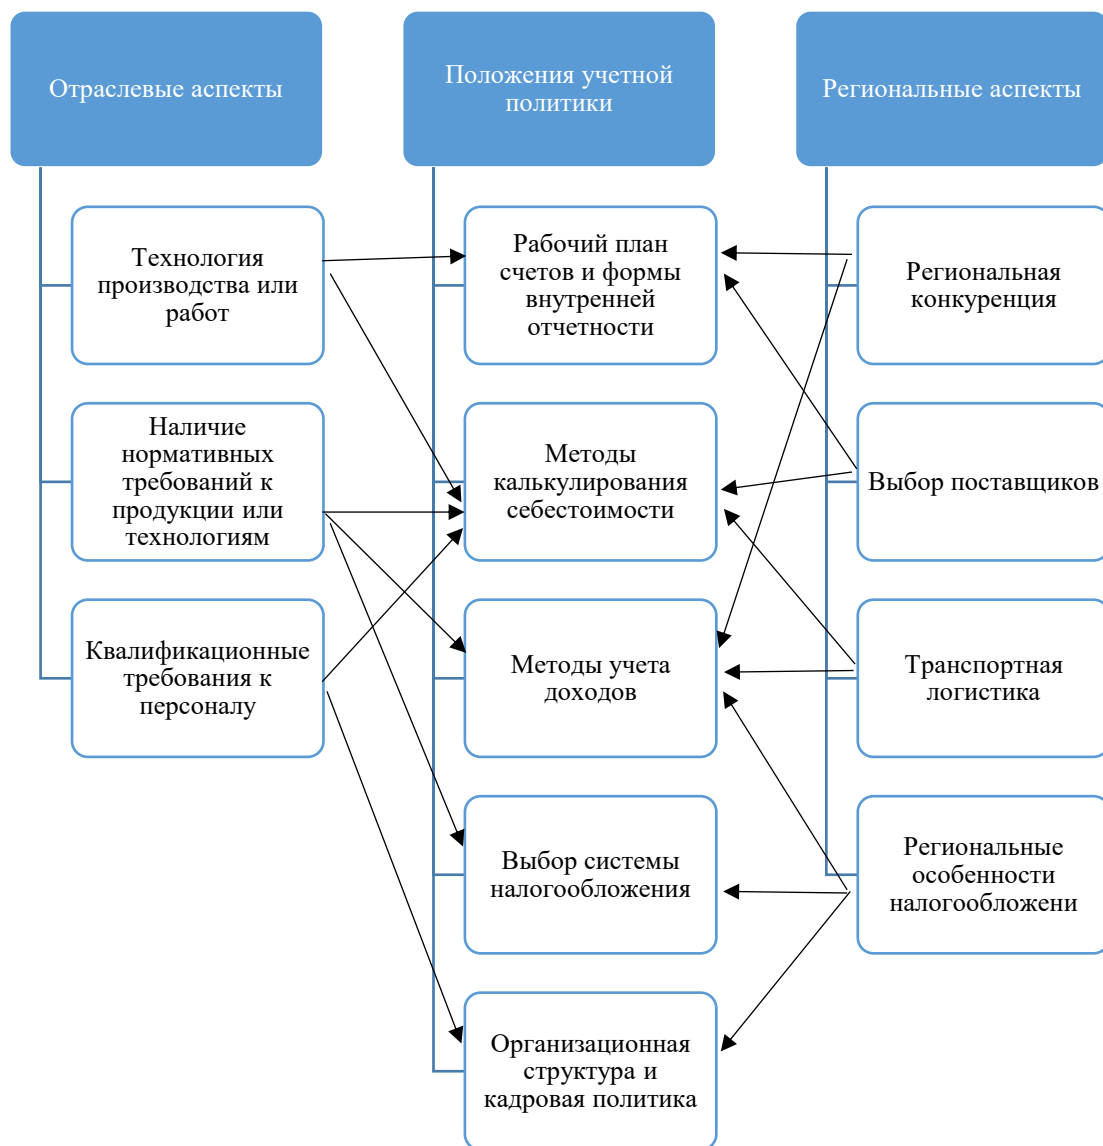 Отраслевые аспекты
Положения учетной
политики
Региональные аспекты
Технология
производства или
работ
Рабочий план
счетов и формы
внутренней
отчетности
Региональная
конкуренция
Наличие
нормативных
требований к
продукции или
технологиям
Методы
калькулирования
себестоимости
Выбор поставщиков
Квалификационные
требования к
персоналу
Методы учета
доходов
Транспортная
логистика
Выбор системы
налогообложения
Региональные
особенности
налогообложени
Организационная
структура и
кадровая политика